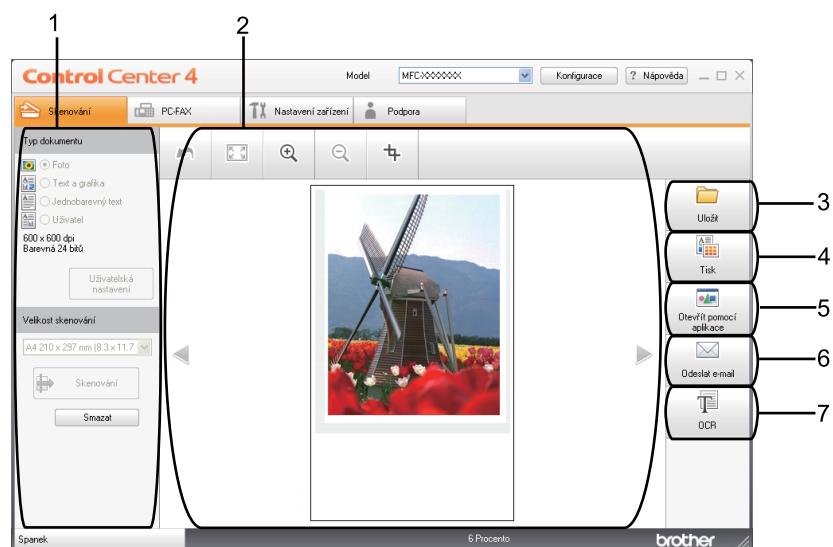 1
2
Control Center 4
Model
MFC-XXXXXX
Konfigurace
? Nápověda
Skenování
PC-FAX
Nastavení zařízení
Podpora
Typ dokumentu
Foto
Text a grafika
Jednobarevný text
Uživatel
600 x 600 dpi
Barevná 24 bitů
Uživatelská
nastavení
Velikost skenování
A4 210 x 297 mm (8.3 x 11.7
Skenování
Smazat
Uložit
3
Tisk
4
Otevřít pomocí
aplikace
5
Odeslat e-mail
6
OCR
7
Spanek
6 Procento
brother